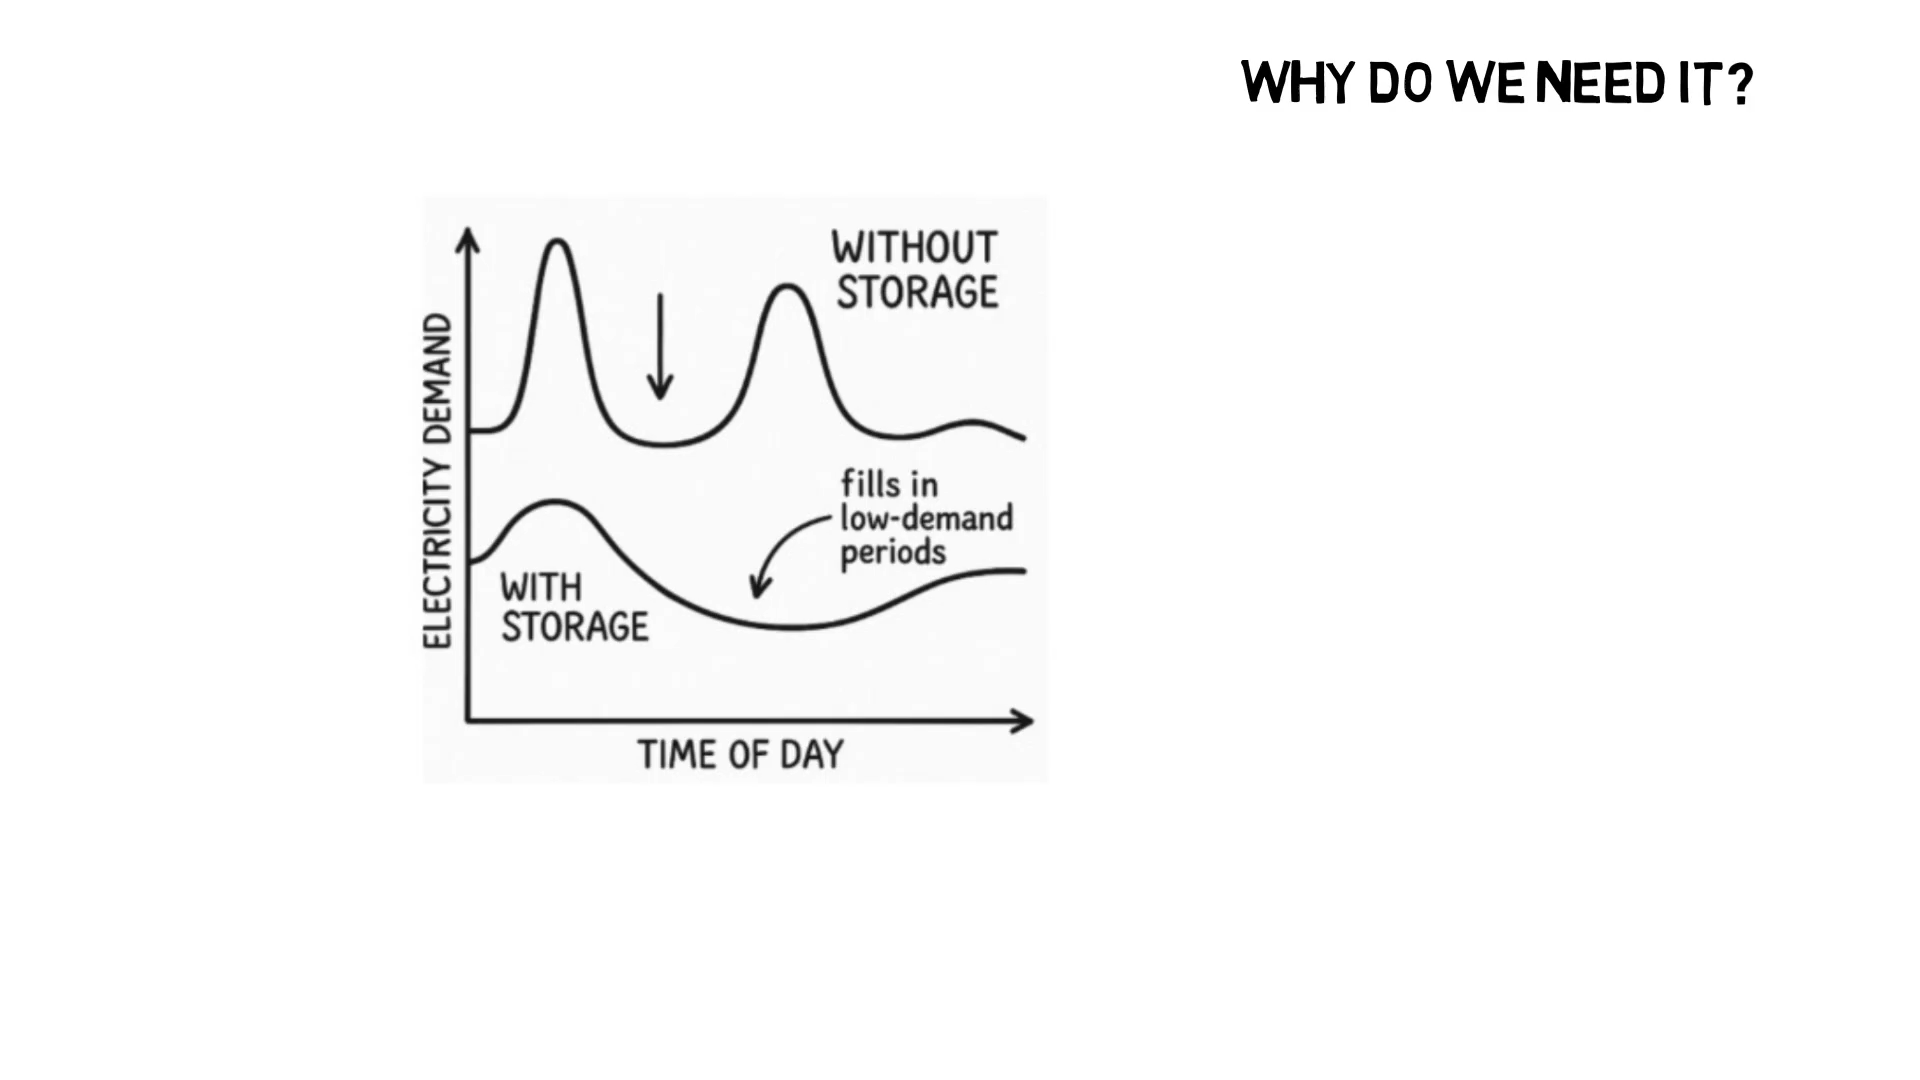 WHY DO WE NEED IT?
WITHOUT
STORAGE
ELECTRICITY DEMAND
fills in
low-demand
periods
WITH
STORAGE
TIME OF DAY